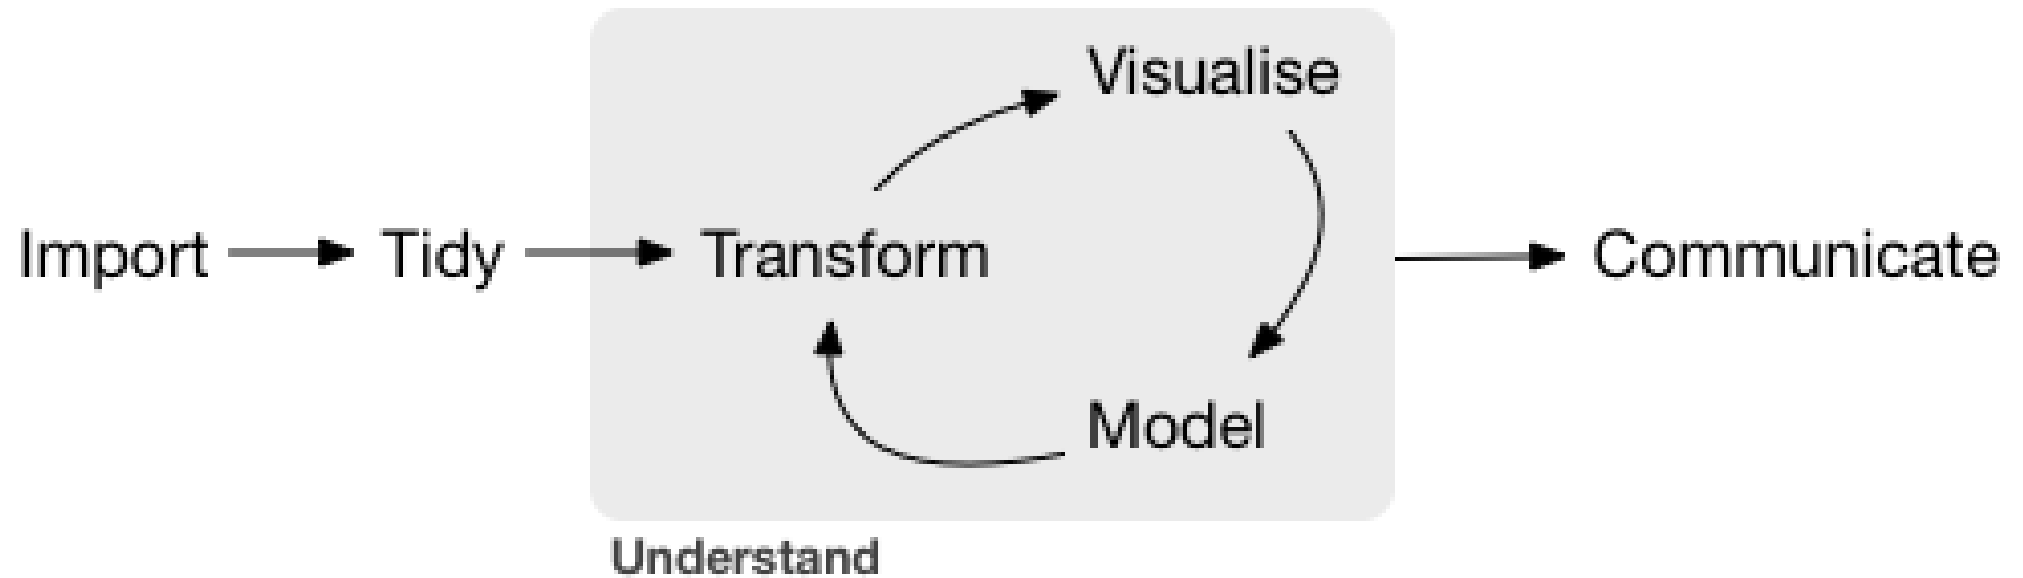 Visualise
Import Tidy Transform Communicate
Model
Understand